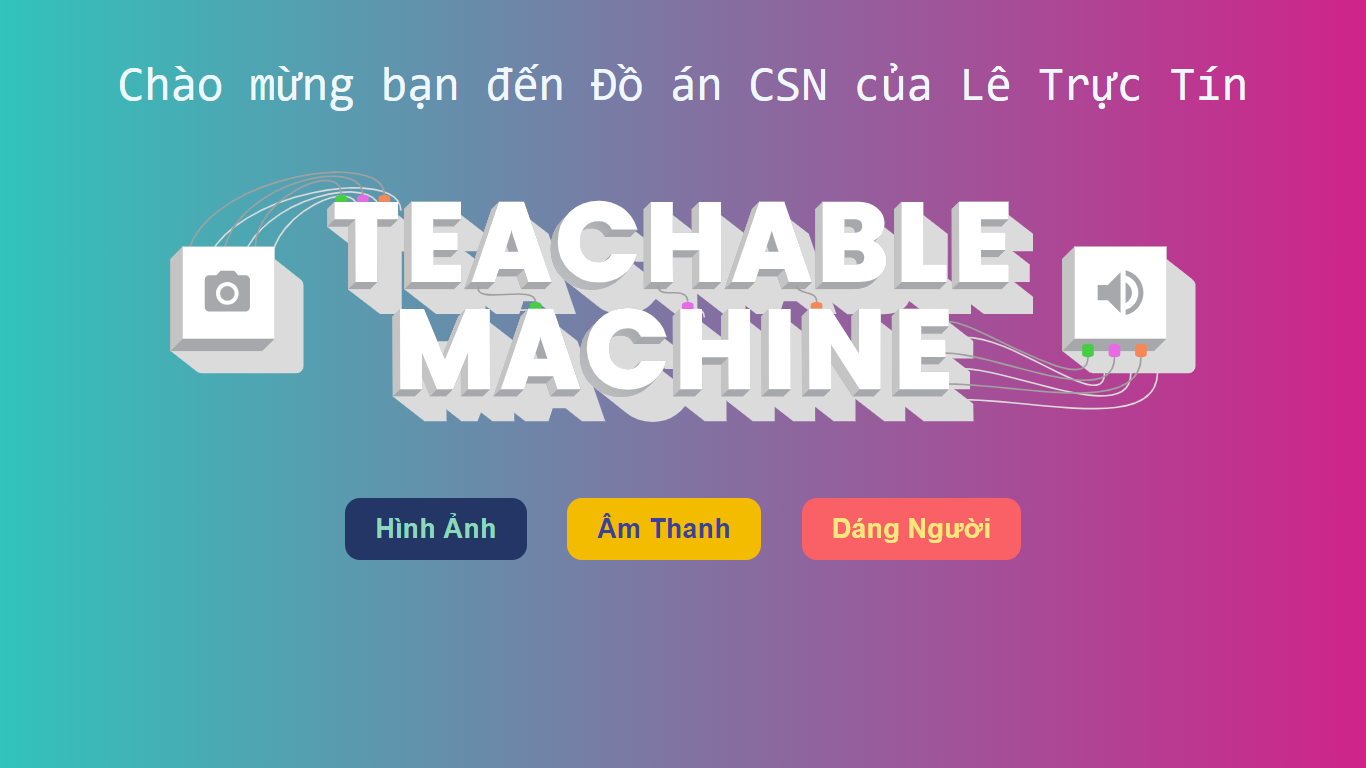 Chào mừng bạn đến Đồ án CSN của Lê Trực Tín
TEACHABLE
MACHINE
Hình Ảnh
Âm Thanh
Dáng Người